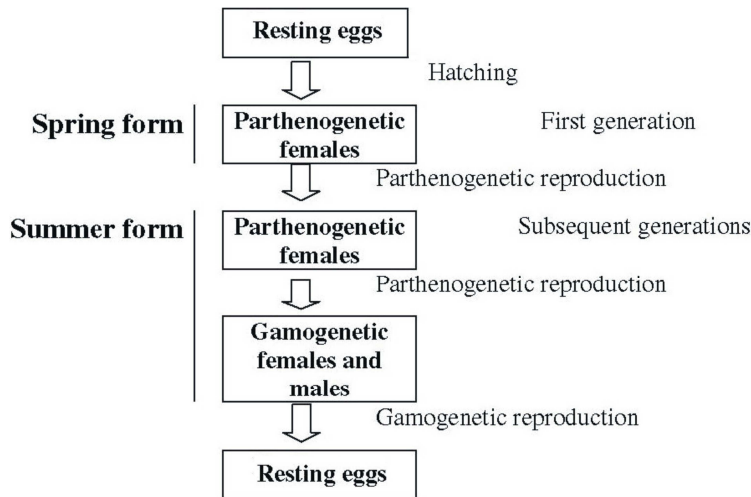 Resting eggs
Hatching
Spring form
Parthenogenetic
females
First generation
Parthenogenetic reproduction
Summer form
Parthenogenetic
females
Subsequent generations
Parthenogenetic reproduction
Gamogenetic
females and
males
Gamogenetic reproduction
Resting eggs